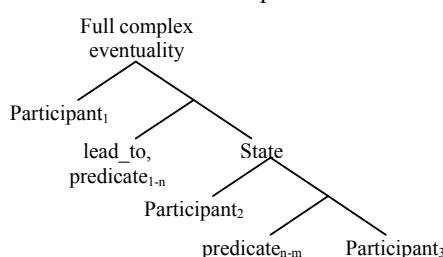 Full complex
eventuality
Participant₁
lead_to,
predicate₁₋ₙ
State
Participant₂
predicateₙ₋ₘ
Participant₃